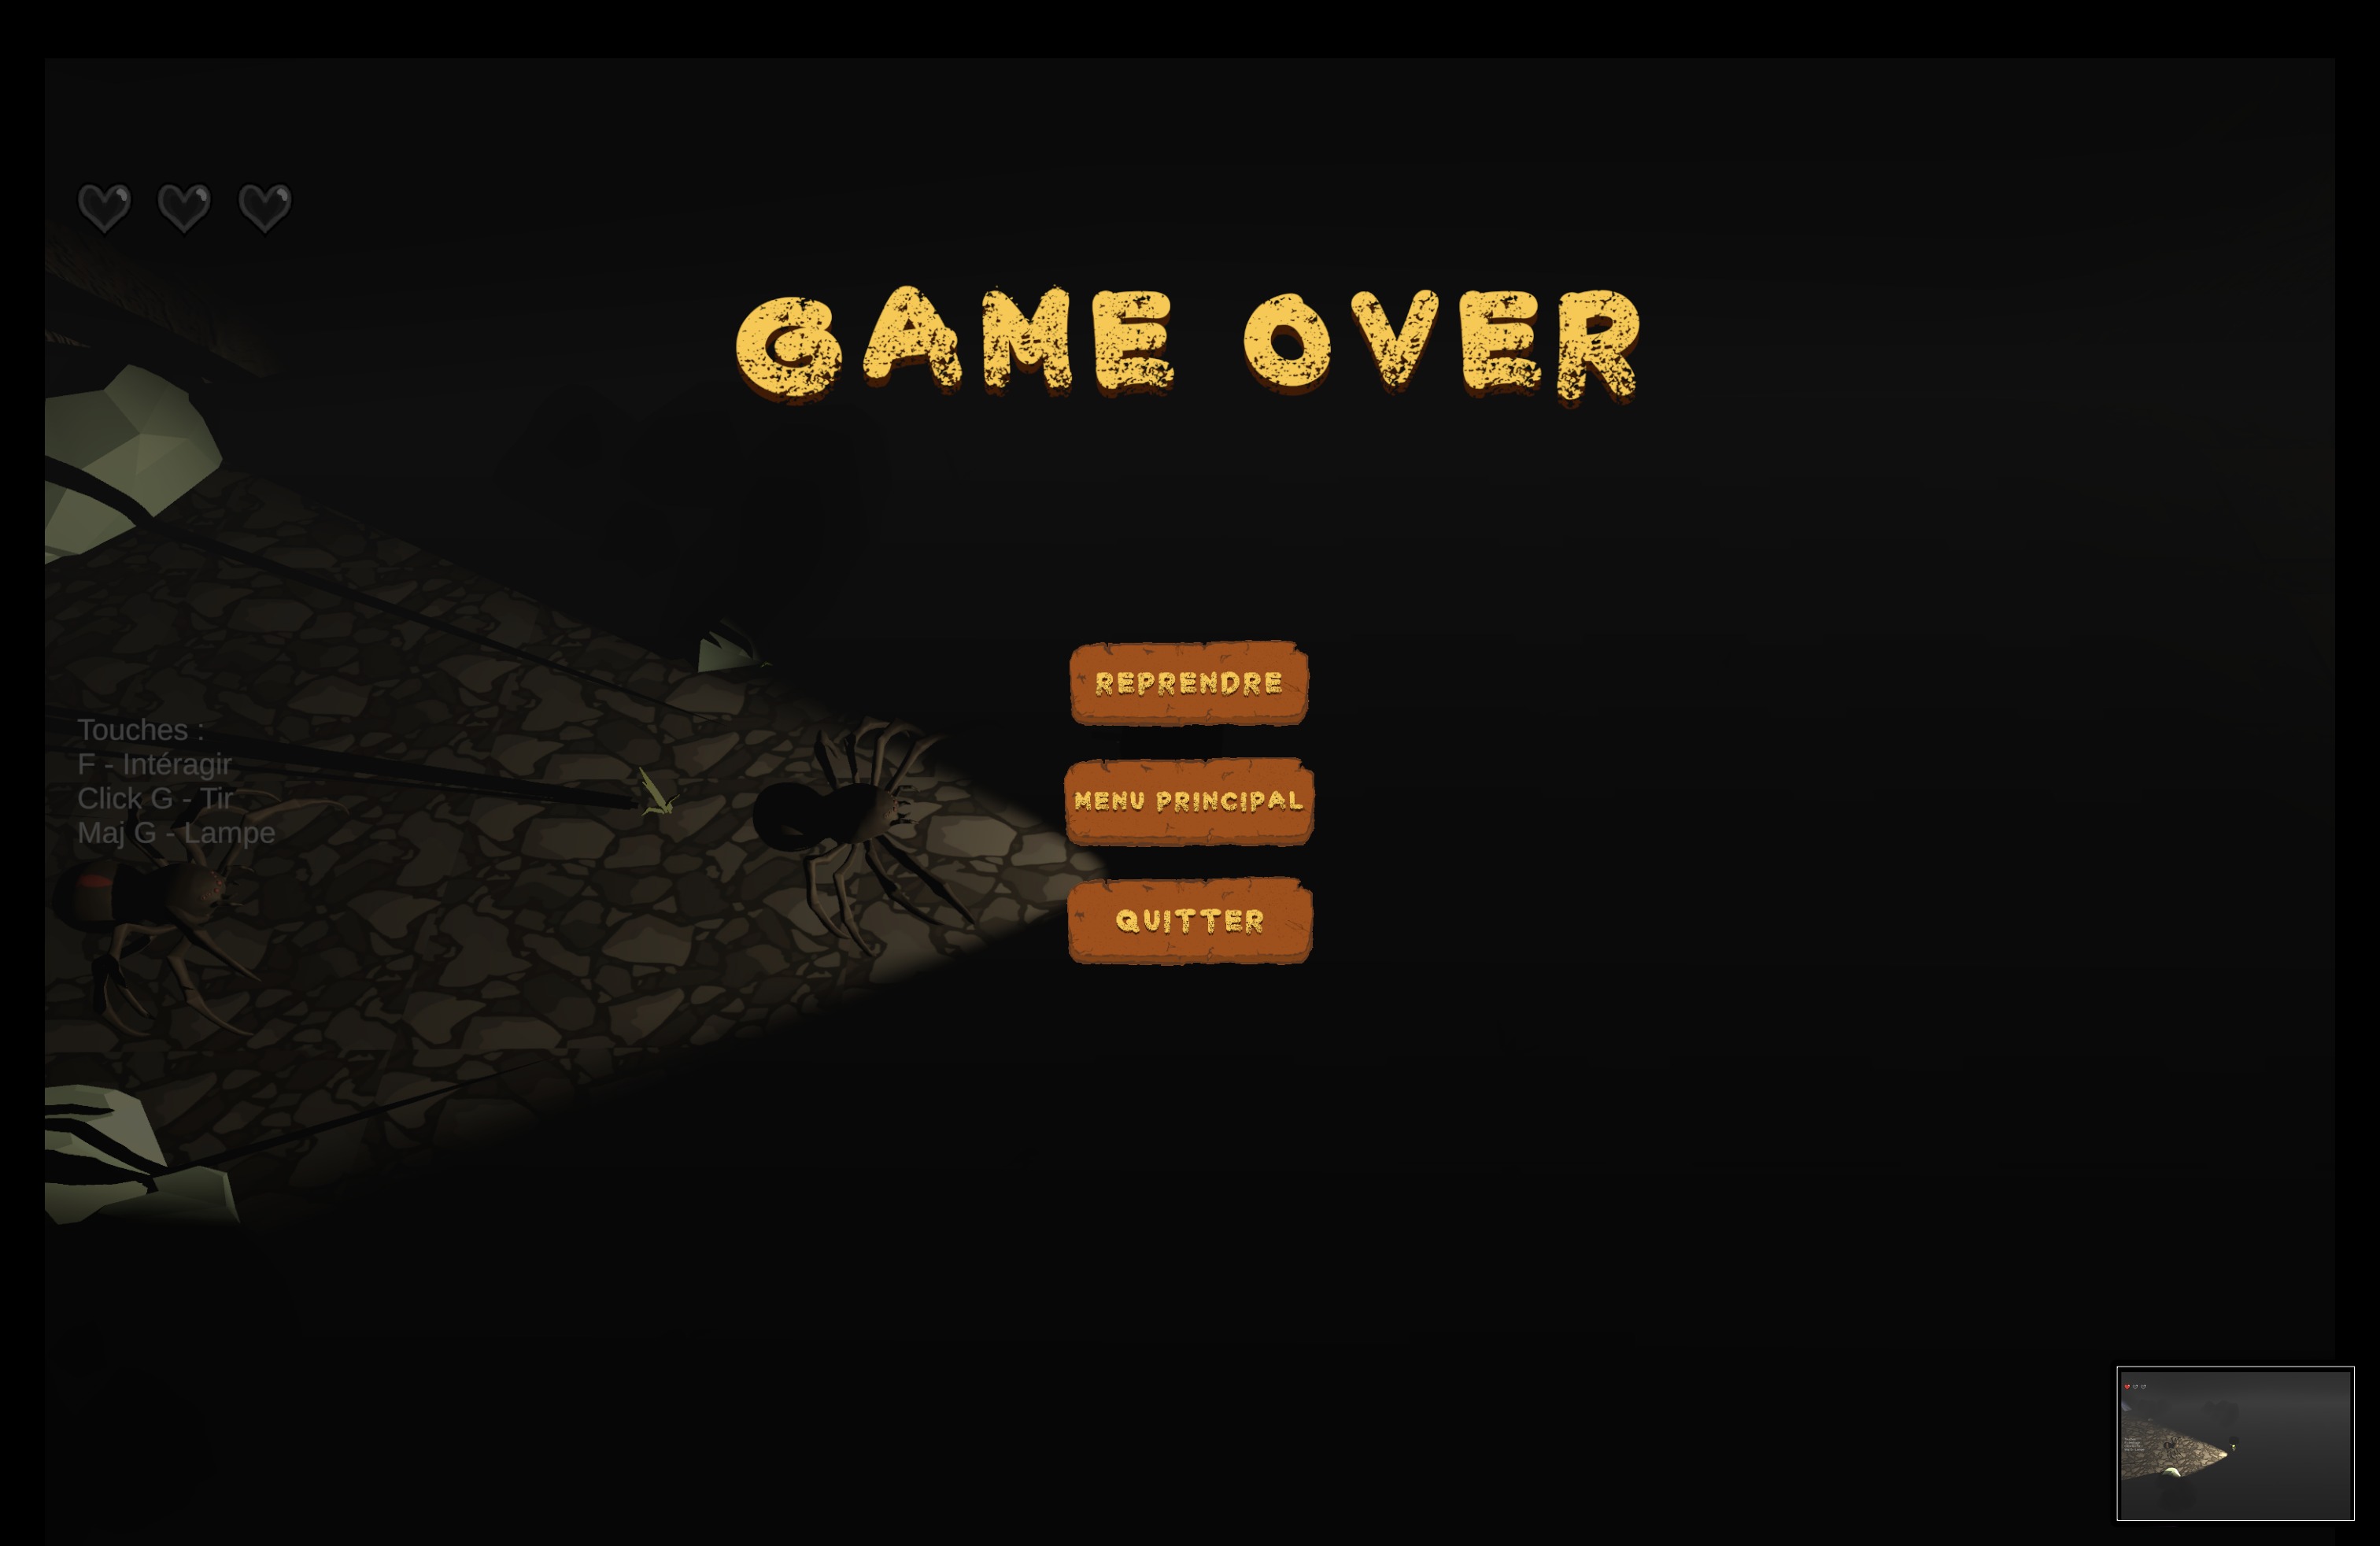 GAME OVER
REPRENDRE
Touches :
F - Intéragir
Click G - Tir
Maj G - Lampe
MENU PRINCIPAL
QUITTER